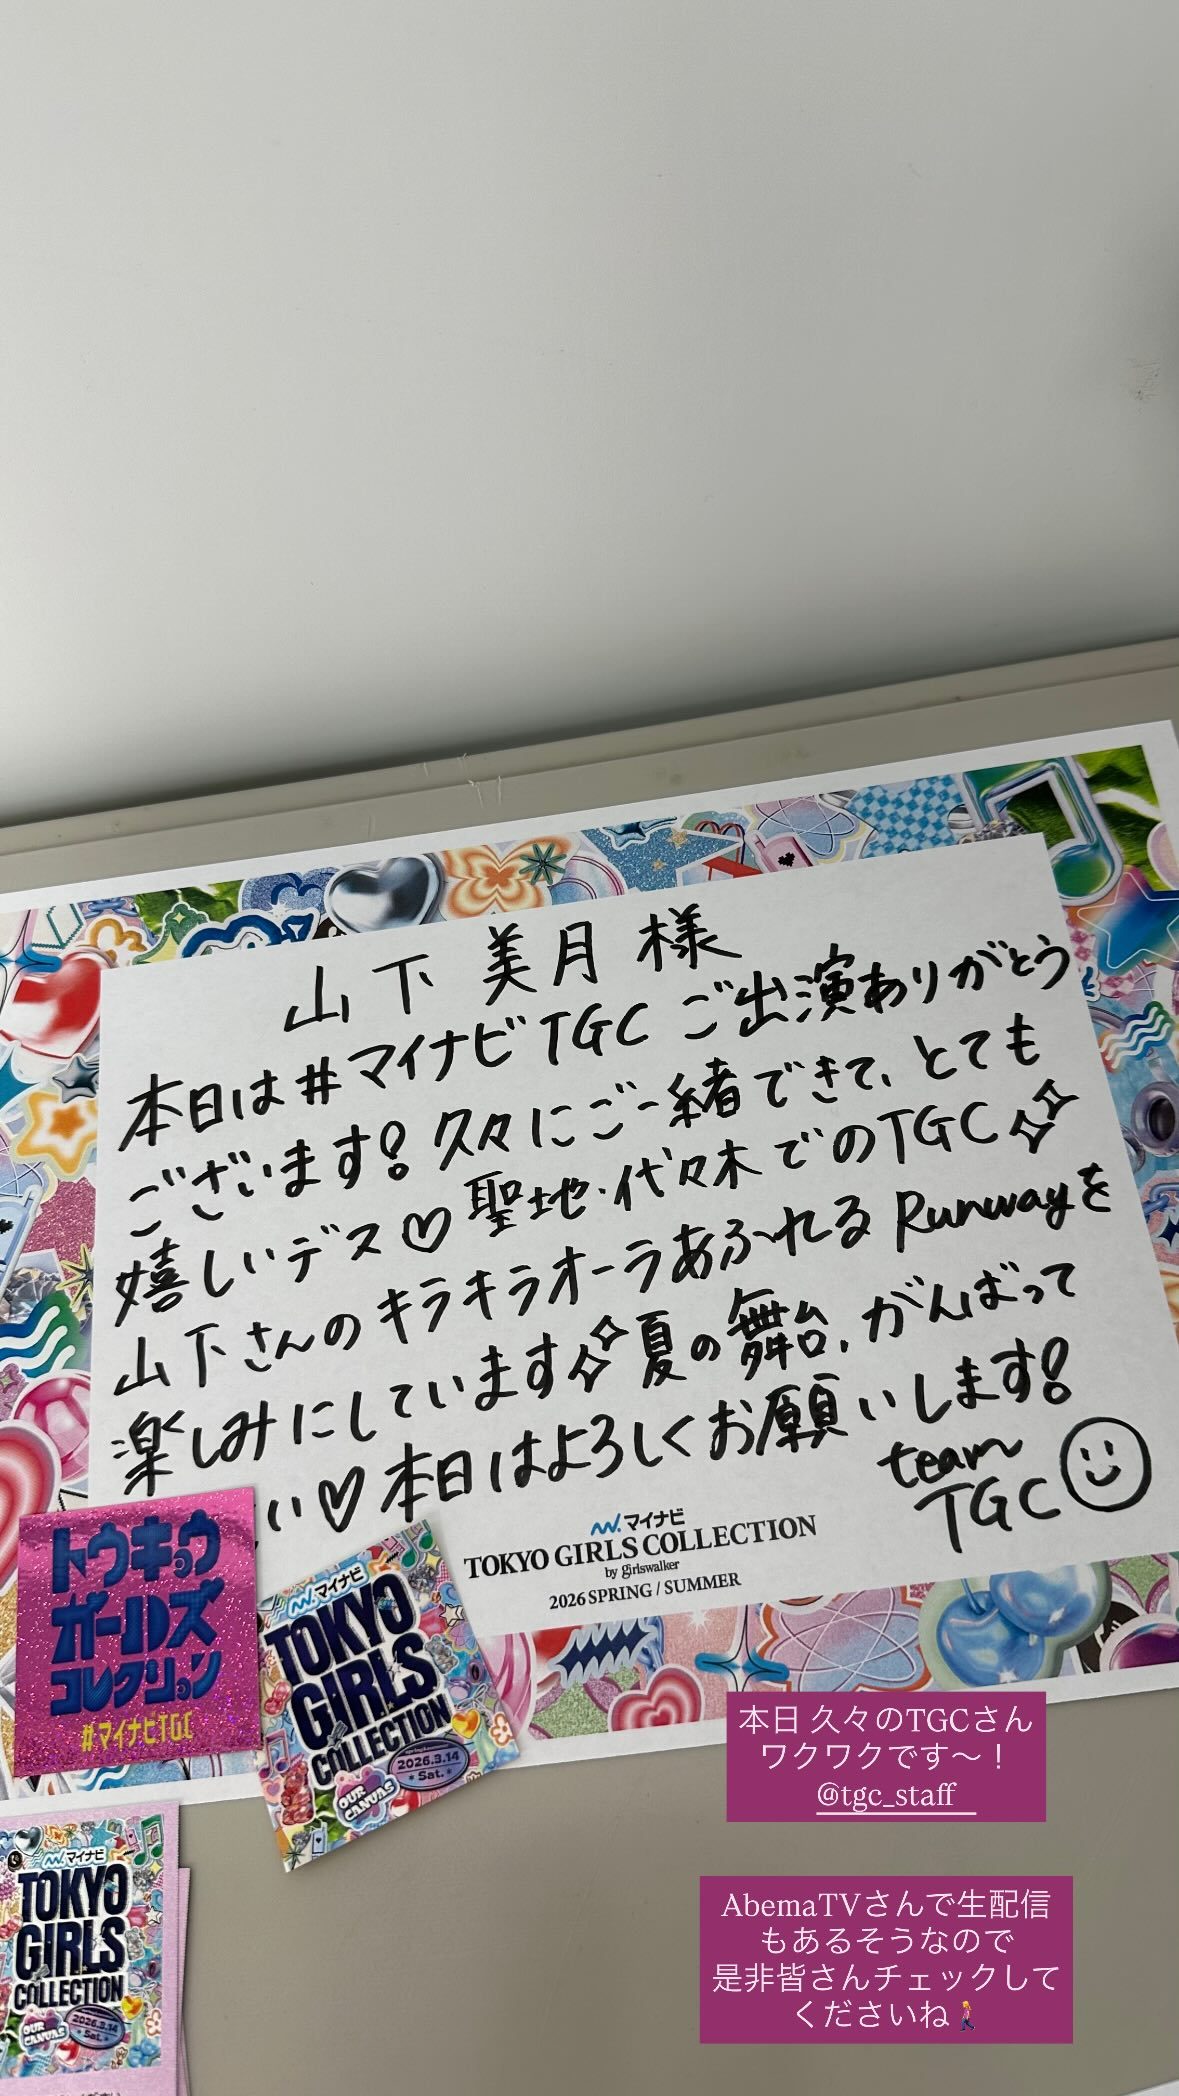 山下美月様
本日は#マイナビTGCご出演ありがとう
ございます!久々にご一緒できて、とても
嬉しいデス♡聖地・代々木でのTGC✨
山下さんのキラキラオーラあふれるRunwayを
楽しみにしています✨夏の舞台、がんばって
い♡本日はよろしくお願いします!
team
TGC
マイナビ
TOKYO GIRLS COLLECTION
by girlswalker
2026 SPRING / SUMMER
トウキョウ
ガールズ
コレクション
#マイナビTGC
マイナビ
TOKYO
GIRLS
COLLECTION
2026.3.14
Sat.
OUR
CANVAS
マイナビ
TOKYO
GIRLS
COLLECTION
2026.3.14
Sat.
OUR
CANVAS
本日 久々のTGCさん
ワクワクです〜!
@tgc_staff
AbemaTVさんで生配信
もあるそうなので
是非皆さんチェックして
くださいね🚶